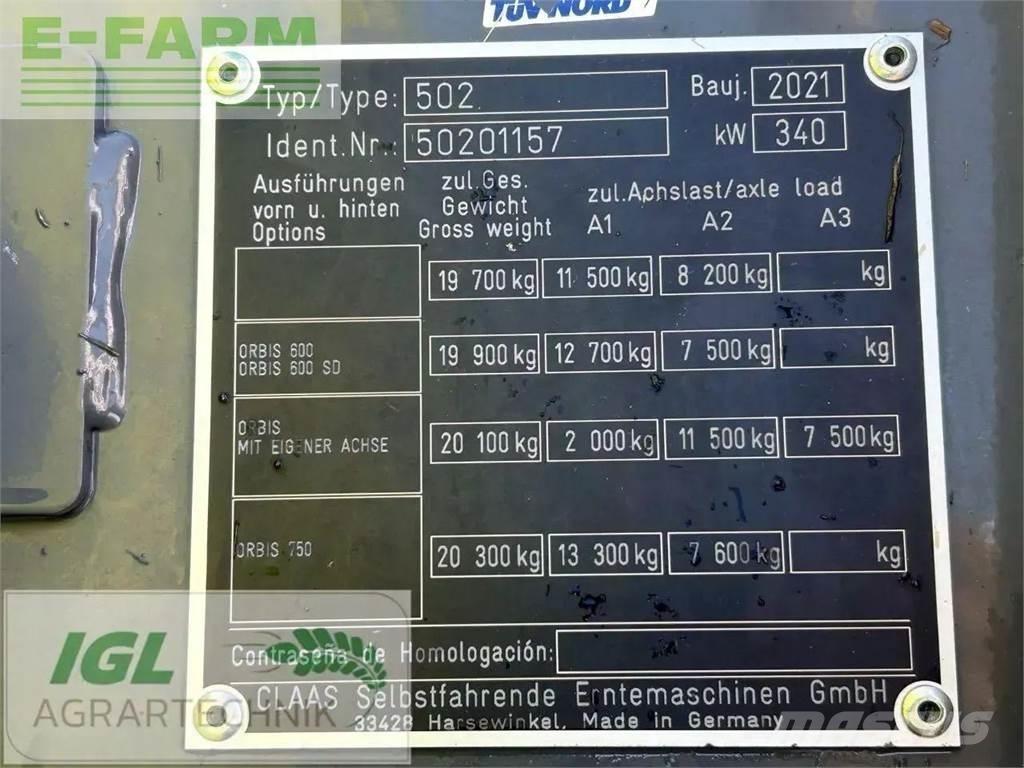 TÜV NORD
E-FARM
Typ/Type: 502 Bauj. 2021
Ident.Nr.: 50201157 kW 340
Ausführungen zul.Ges. zul.Achslast/axle load
vorn u. hinten Gewicht
Options Gross weight A1 A2 A3
19 700 kg 11 500 kg 8 200 kg kg
ORBIS 600
ORBIS 600 SD 19 900 kg 12 700 kg 7 500 kg kg
ORBIS
MIT EIGENER ACHSE 20 100 kg 2 000 kg 11 500 kg 7 500 kg
ORBIS 750 20 300 kg 13 300 kg 7 600 kg kg
Contraseña de Homologación:
CLAAS Selbstfahrende Erntemaschinen GmbH
33428 Harsewinkel, Made in Germany
IGL
AGRARTECHNIK
mascus